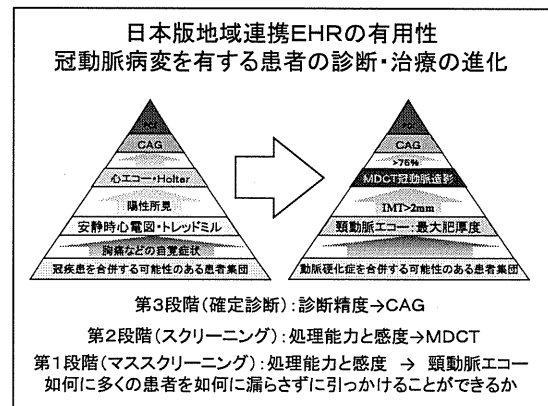 日本版地域連携EHRの有用性
冠動脈病変を有する患者の診断・治療の進化
CAG
心エコー・Holter
陽性所見
安静時心電図・トレッドミル
胸痛などの自覚症状
冠疾患を合併する可能性のある患者集団
CAG
>75%
MDCT冠動脈造影
IMT>2mm
頸動脈エコー：最大肥厚度
動脈硬化症を合併する可能性のある患者集団
第3段階（確定診断）：診断精度→CAG
第2段階（スクリーニング）：処理能力と感度→MDCT
第1段階（マススクリーニング）：処理能力と感度 → 頸動脈エコー
如何に多くの患者を如何に漏らさずに引っかけることができるか